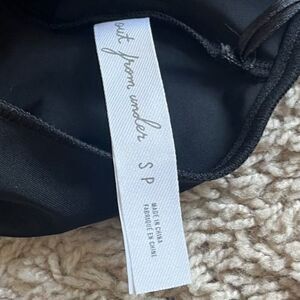 out from under
S P
MADE IN CHINA
FABRIQUÉ EN CHINE